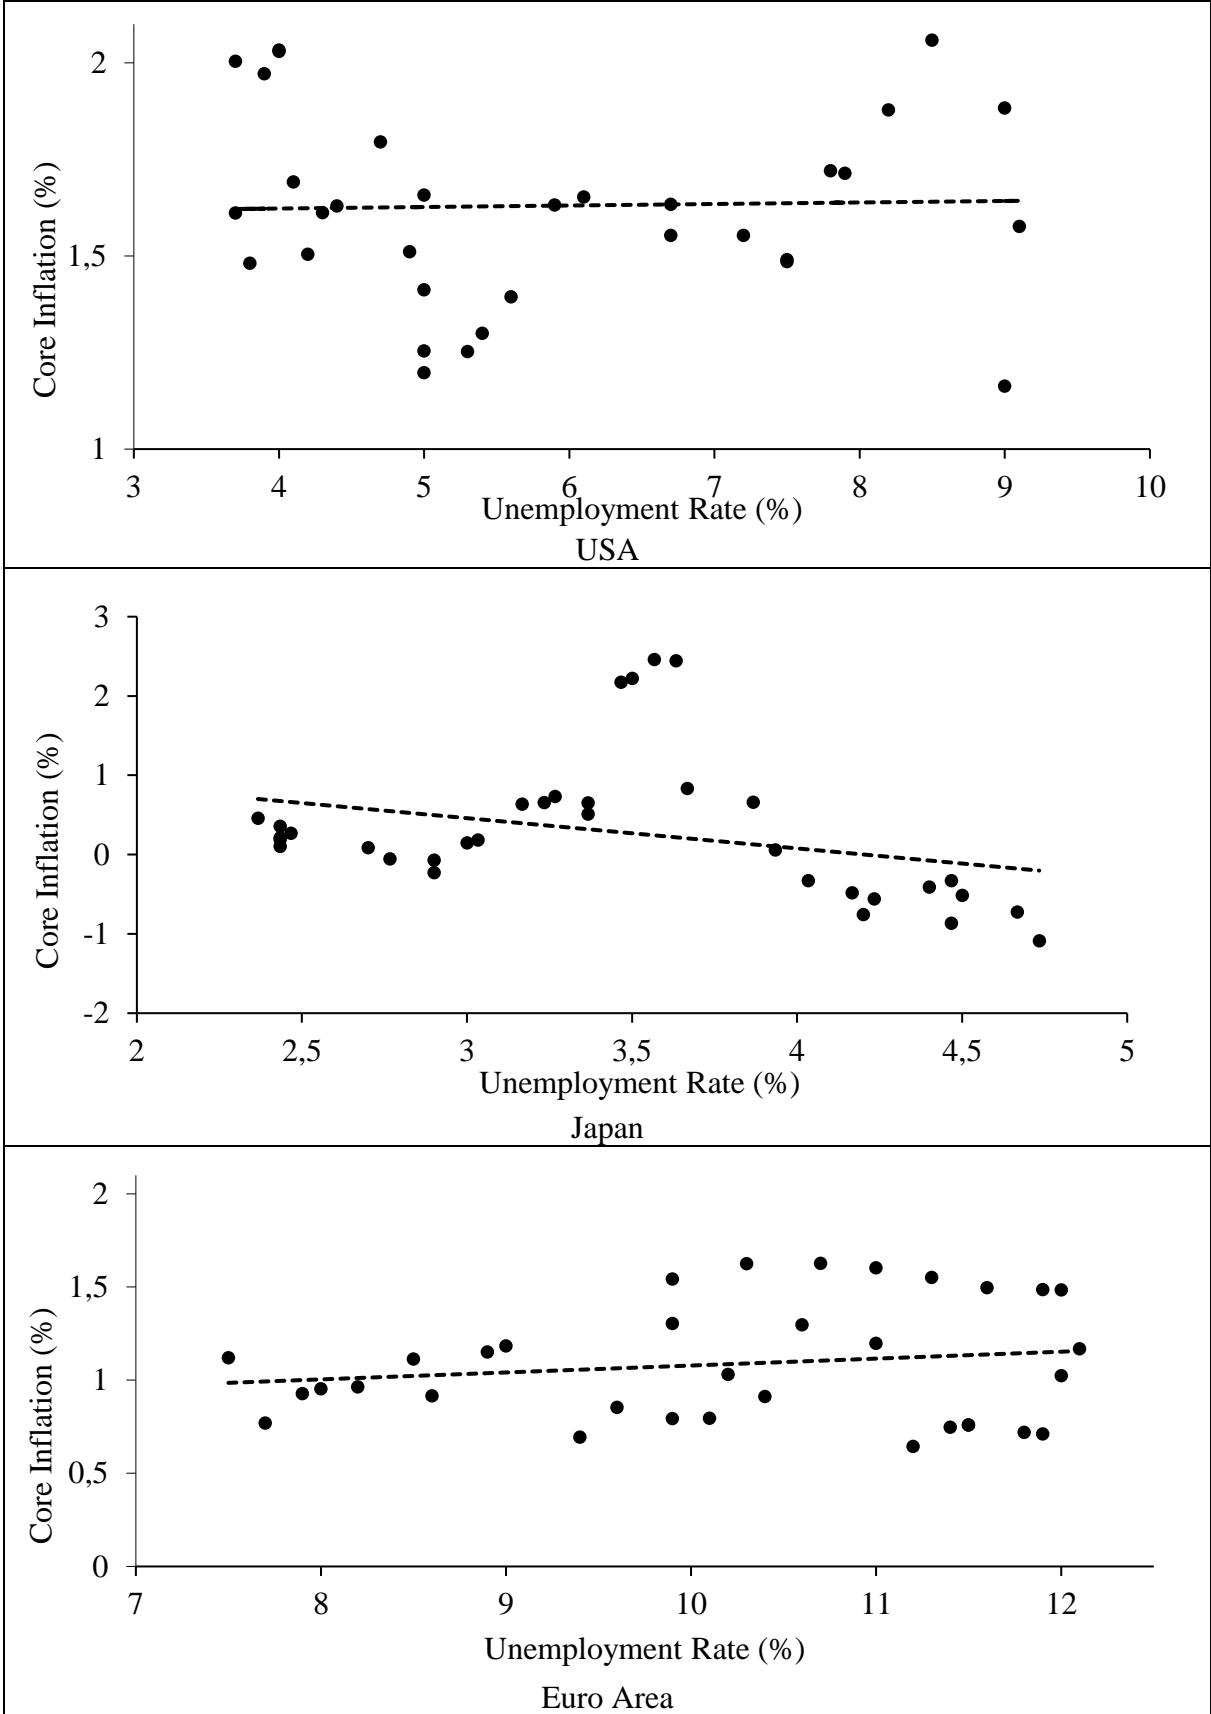 2
1,5
1
Core Inflation (%)
3 4 5 6 7 8 9 10
Unemployment Rate (%)
USA
3
2
1
0
-1
-2
Core Inflation (%)
2 2,5 3 3,5 4 4,5 5
Unemployment Rate (%)
Japan
2
1,5
1
0,5
0
Core Inflation (%)
7 8 9 10 11 12
Unemployment Rate (%)
Euro Area